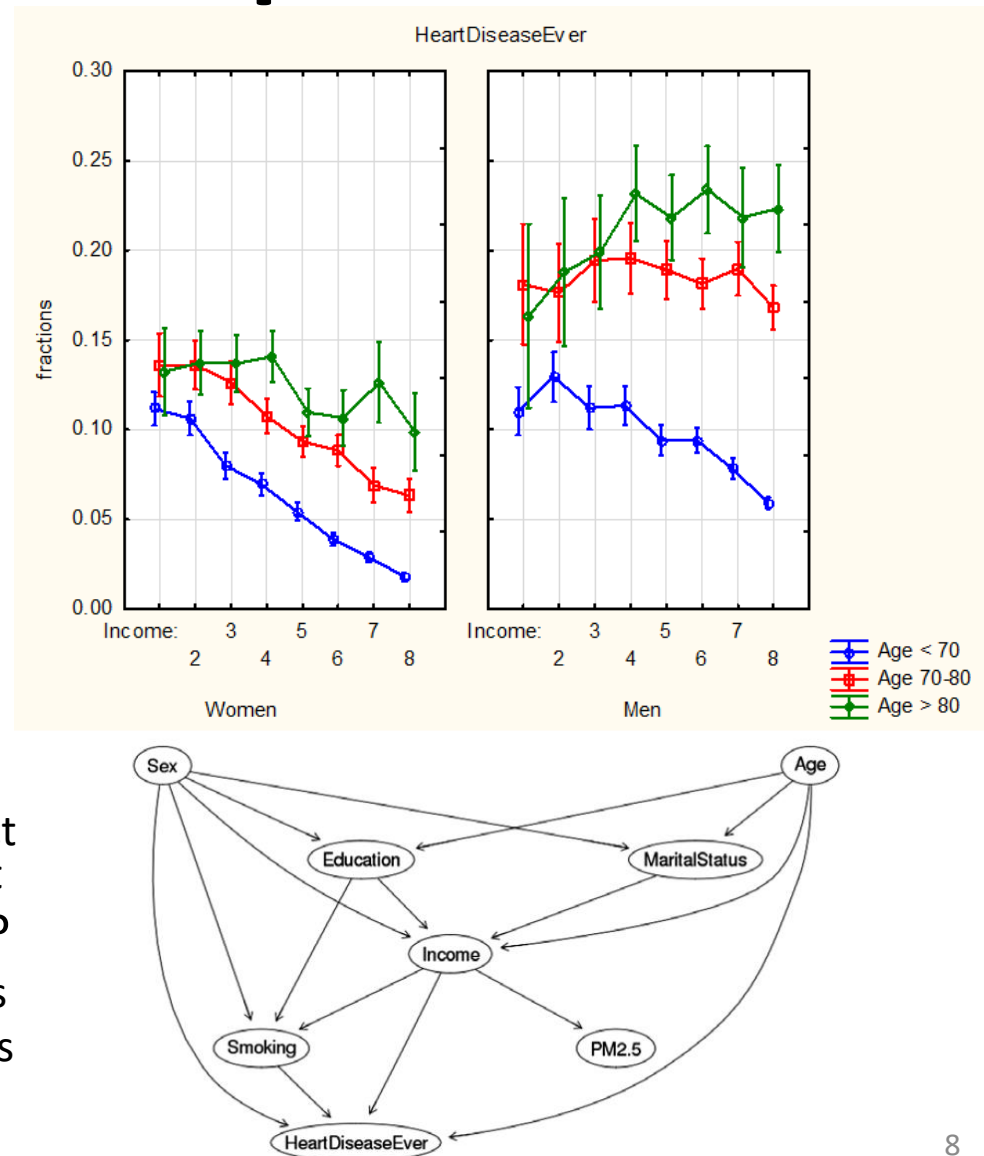 HeartDiseaseEver
0.30
0.25
0.20
0.15
0.10
0.05
0.00
fractions
Income: 3 5 7
2 4 6 8
Women
Income: 3 5 7
2 4 6 8
Men
Age < 70
Age 70-80
Age > 80
Sex
Age
Education
MaritalStatus
Income
Smoking
PM2.5
HeartDiseaseEver
8